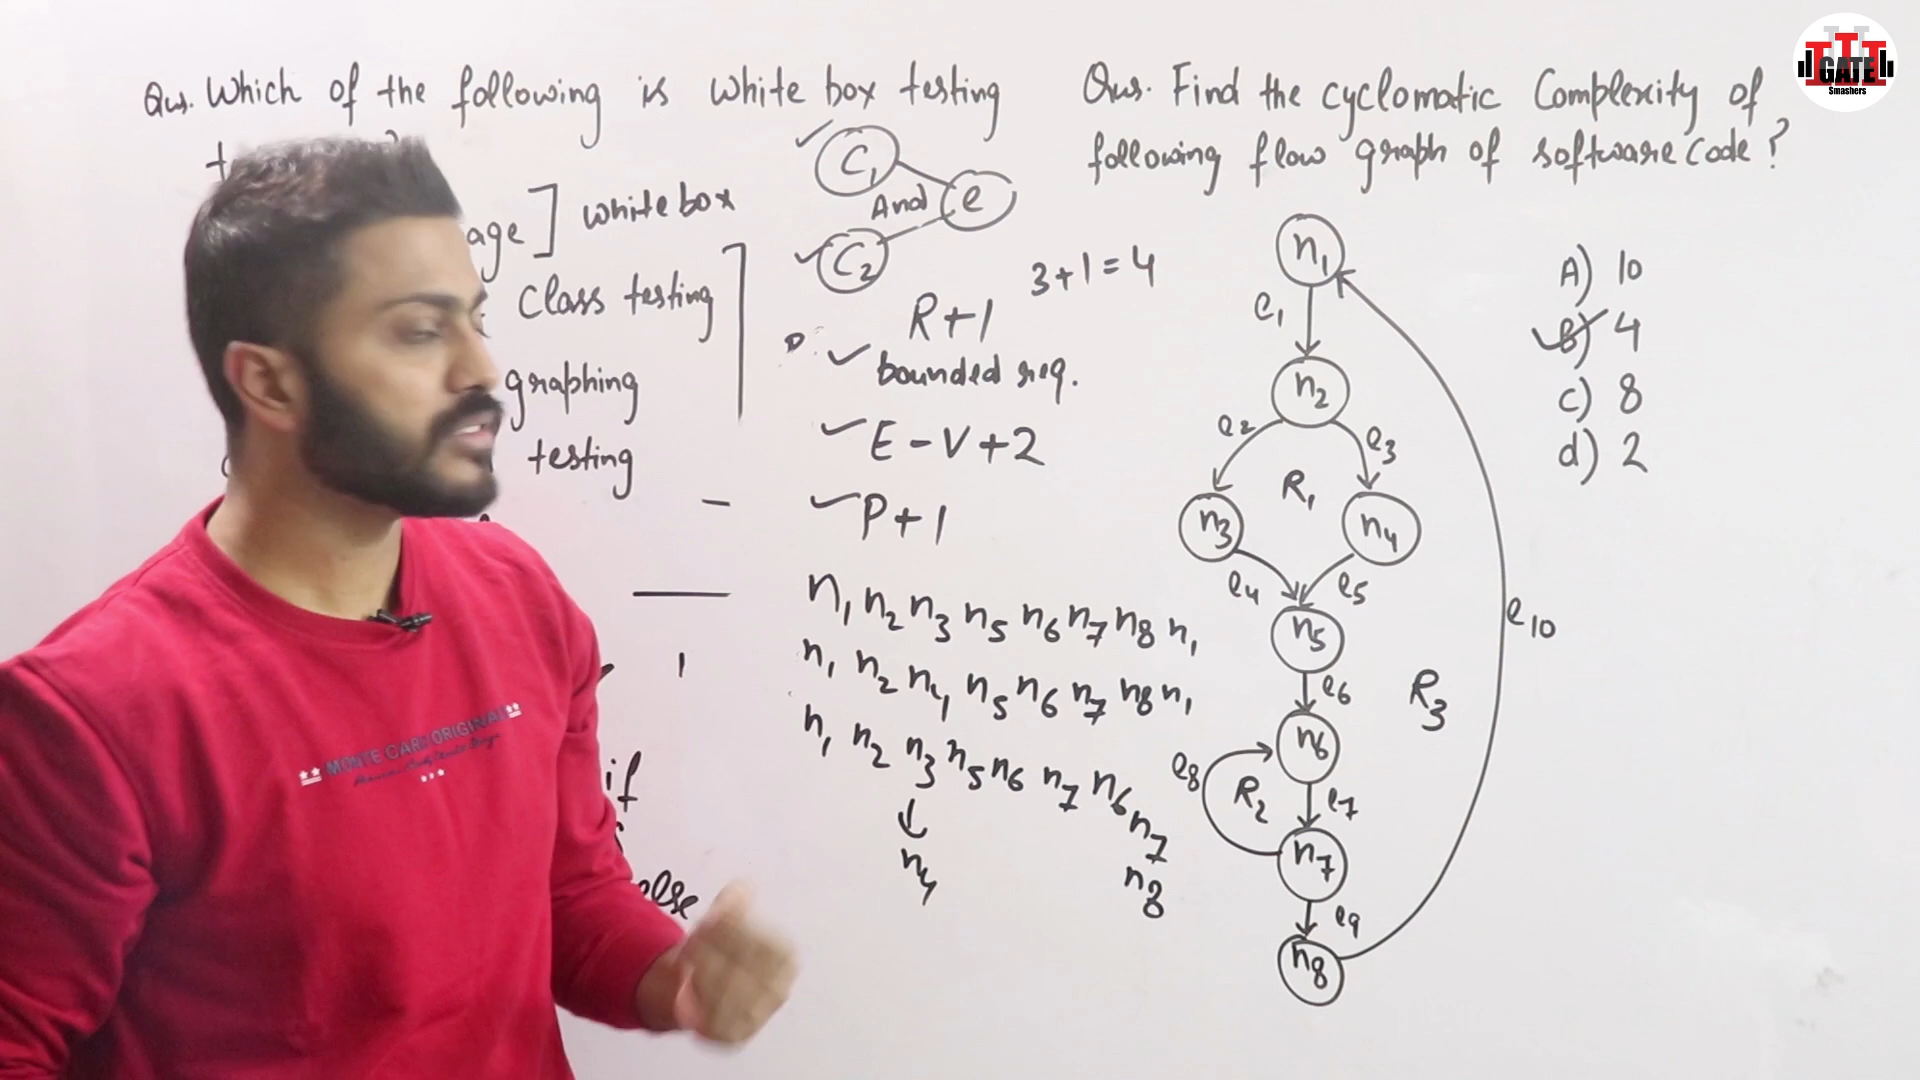 Qus. Which of the following is white box testing
age ] white box
class testing
graphing
testing
if
else
C1
And
e
C2
R+1
3+1=4
bounded reg.
E-V+2
P+1
n1 n2 n3 n5 n6 n7 n8 n1
n1 n2 n4 n5 n6 n7 n8 n1
n1 n2 n3 n5 n6 n7 n6
n7
n4
n8
Qus. Find the cyclomatic Complexity of
following flow graph of software code?
n1
e1
n2
e2
e3
R1
n3
n4
e4
e5
n5
e6
e10
R3
n6
e8
R2
e7
n7
e9
n8
A) 10
B) 4
c) 8
d) 2
GATE
Smashers
MONTE CARLO ORIGINAL